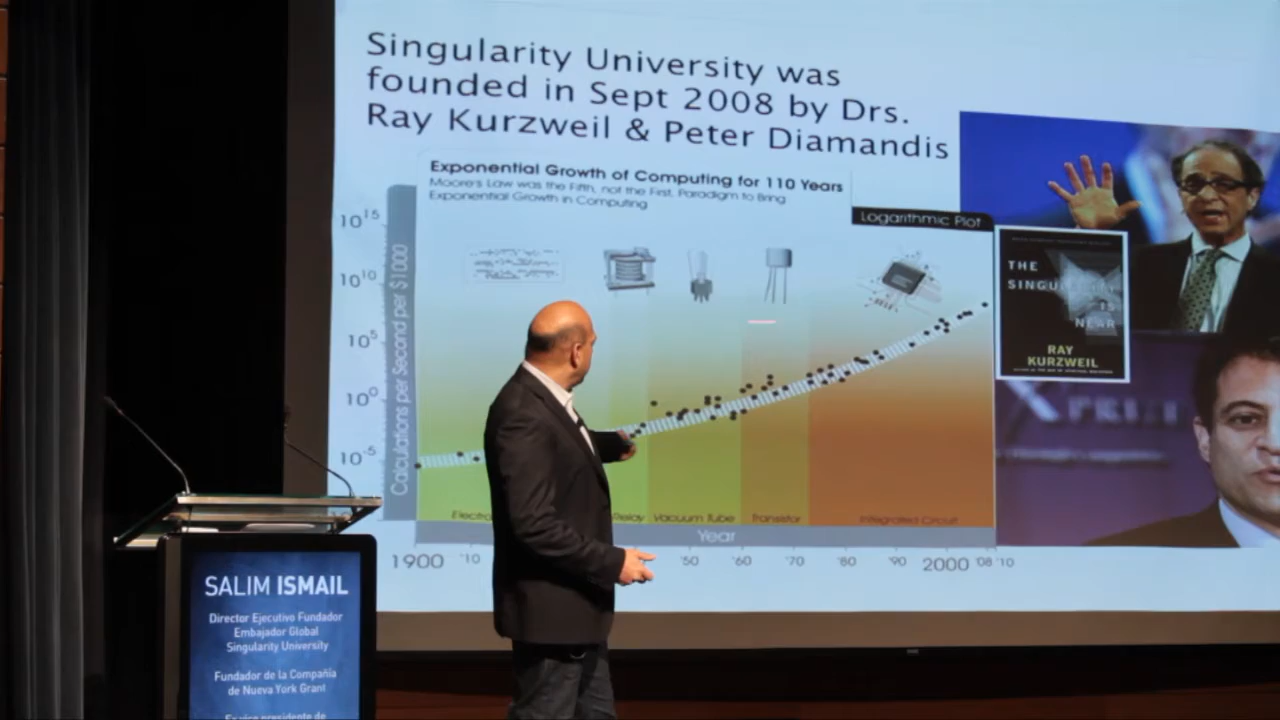 Singularity University was
founded in Sept 2008 by Drs.
Ray Kurzweil & Peter Diamandis
Exponential Growth of Computing for 110 Years
Moore's Law was the Fifth, not the First, Paradigm to Bring
Exponential Growth in Computing
Logarithmic Plot
10^15
10^10
10^5
10^0
10^-5
Calculations per Second per $1000
Vacuum Tube
Transistor
Integrated Circuit
Year
1900 '10 '50 '60 '70 '80 '90 2000 '08 '10
THE
SINGU
IS
NEAR
RAY
KURZWEIL
SALIM ISMAIL
Director Ejecutivo Fundador
Embajador Global
Singularity University
Fundador de la Compañía
de Nueva York Grant